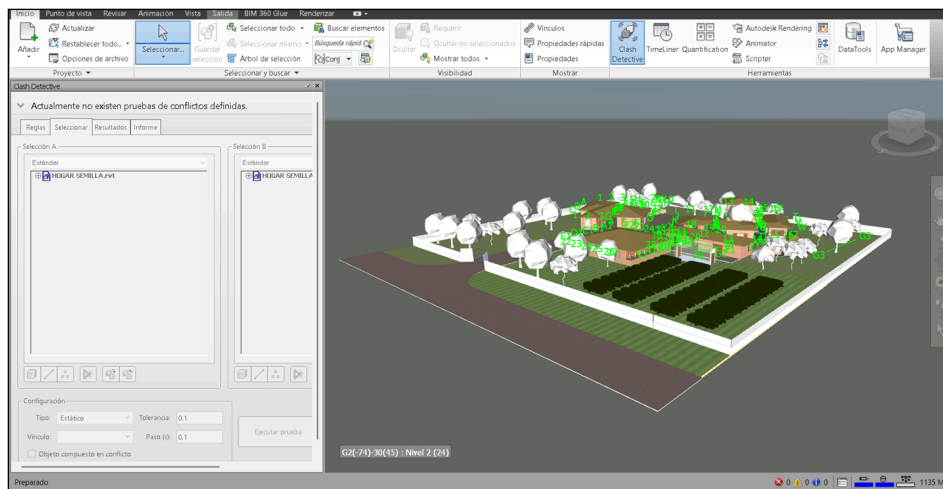 Inicio Punto de vista Revisar Animación Vista Salida BIM 360 Glue Renderizar
Añadir
Actualizar
Restablecer todo...
Opciones de archivo
Proyecto
Seleccionar...
Guardar selección
Seleccionar todo
Seleccionar mismo
Árbol de selección
Buscar elementos
Búsqueda rápid
Conj
Seleccionar y buscar
Ocultar
Requerir
Ocultar no seleccionados
Mostrar todos
Visibilidad
Vínculos
Propiedades rápidas
Propiedades
Mostrar
Clash Detective
TimeLiner
Quantification
Autodesk Rendering
Animator
Scripter
Herramientas
DataTools
App Manager
Clash Detective
Actualmente no existen pruebas de conflictos definidas.
Reglas Seleccionar Resultados Informe
Selección A
Estándar
HOGAR SEMILLA.rvt
Selección B
Estándar
HOGAR SEMILLA
Configuración
Tipo: Estático Tolerancia: 0,1
Vínculo: Paso (s): 0,1
Objeto compuesto en conflicto
Ejecutar prueba
G2(-74)-30(45) : Nivel 2 (24)
Preparado
0 0 0
1135 M